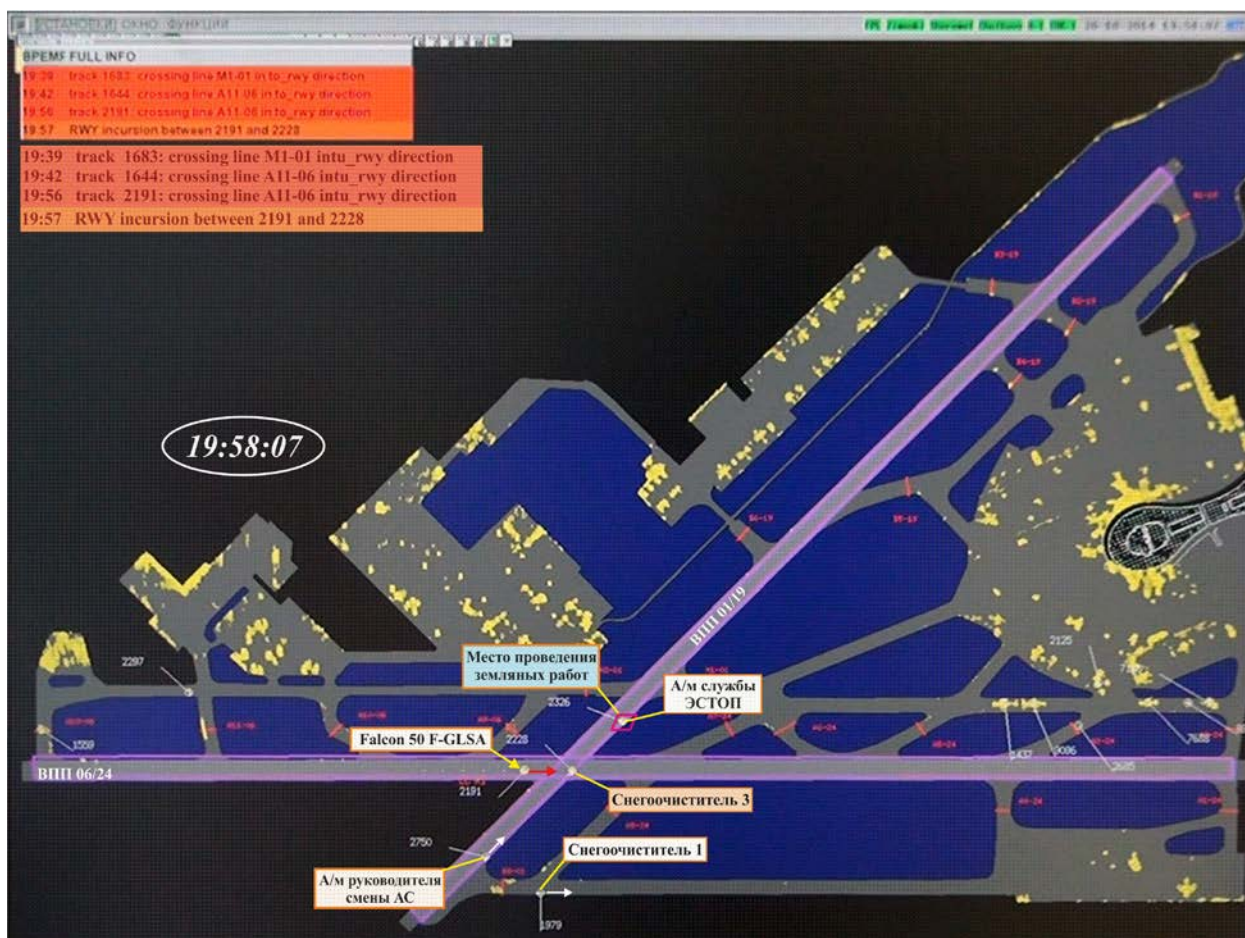 УСТАНОВКИ ОКНО ФУНКЦИИ
ВРЕМЯ FULL INFO
19:39 track 1683: crossing line M1-01 in to_rwy direction
19:42 track 1644: crossing line A11-06 in to_rwy direction
19:56 track 2191: crossing line A11-06 in to_rwy direction
19:57 RWY incursion between 2191 and 2228
19:39 track 1683: crossing line M1-01 intu_rwy direction
19:42 track 1644: crossing line A11-06 intu_rwy direction
19:56 track 2191: crossing line A11-06 intu_rwy direction
19:57 RWY incursion between 2191 and 2228
19:58:07
ВПП 01/19
Место проведения
земляных работ
А/м службы
ЭСТОП
2297
2125
2326
Falcon 50 F-GLSA
2228
1559
ВПП 06/24
2191
1437
Снегоочиститель 3
2750
Снегоочиститель 1
А/м руководителя
смены АС
1979